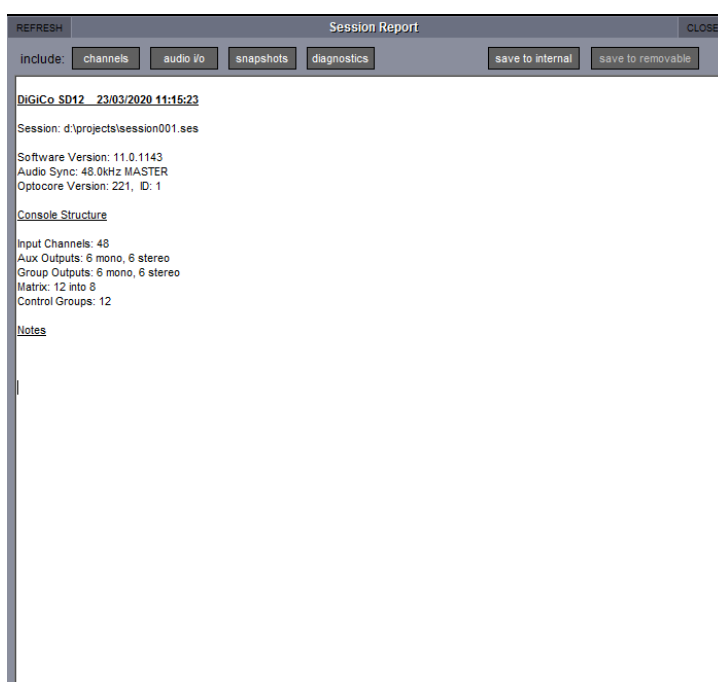 REFRESH Session Report CLOSE
include: channels audio i/o snapshots diagnostics save to internal save to removable
DiGiCo SD12 23/03/2020 11:15:23
Session: d:\projects\session001.ses
Software Version: 11.0.1143
Audio Sync: 48.0kHz MASTER
Optocore Version: 221, ID: 1
Console Structure
Input Channels: 48
Aux Outputs: 6 mono, 6 stereo
Group Outputs: 6 mono, 6 stereo
Matrix: 12 into 8
Control Groups: 12
Notes